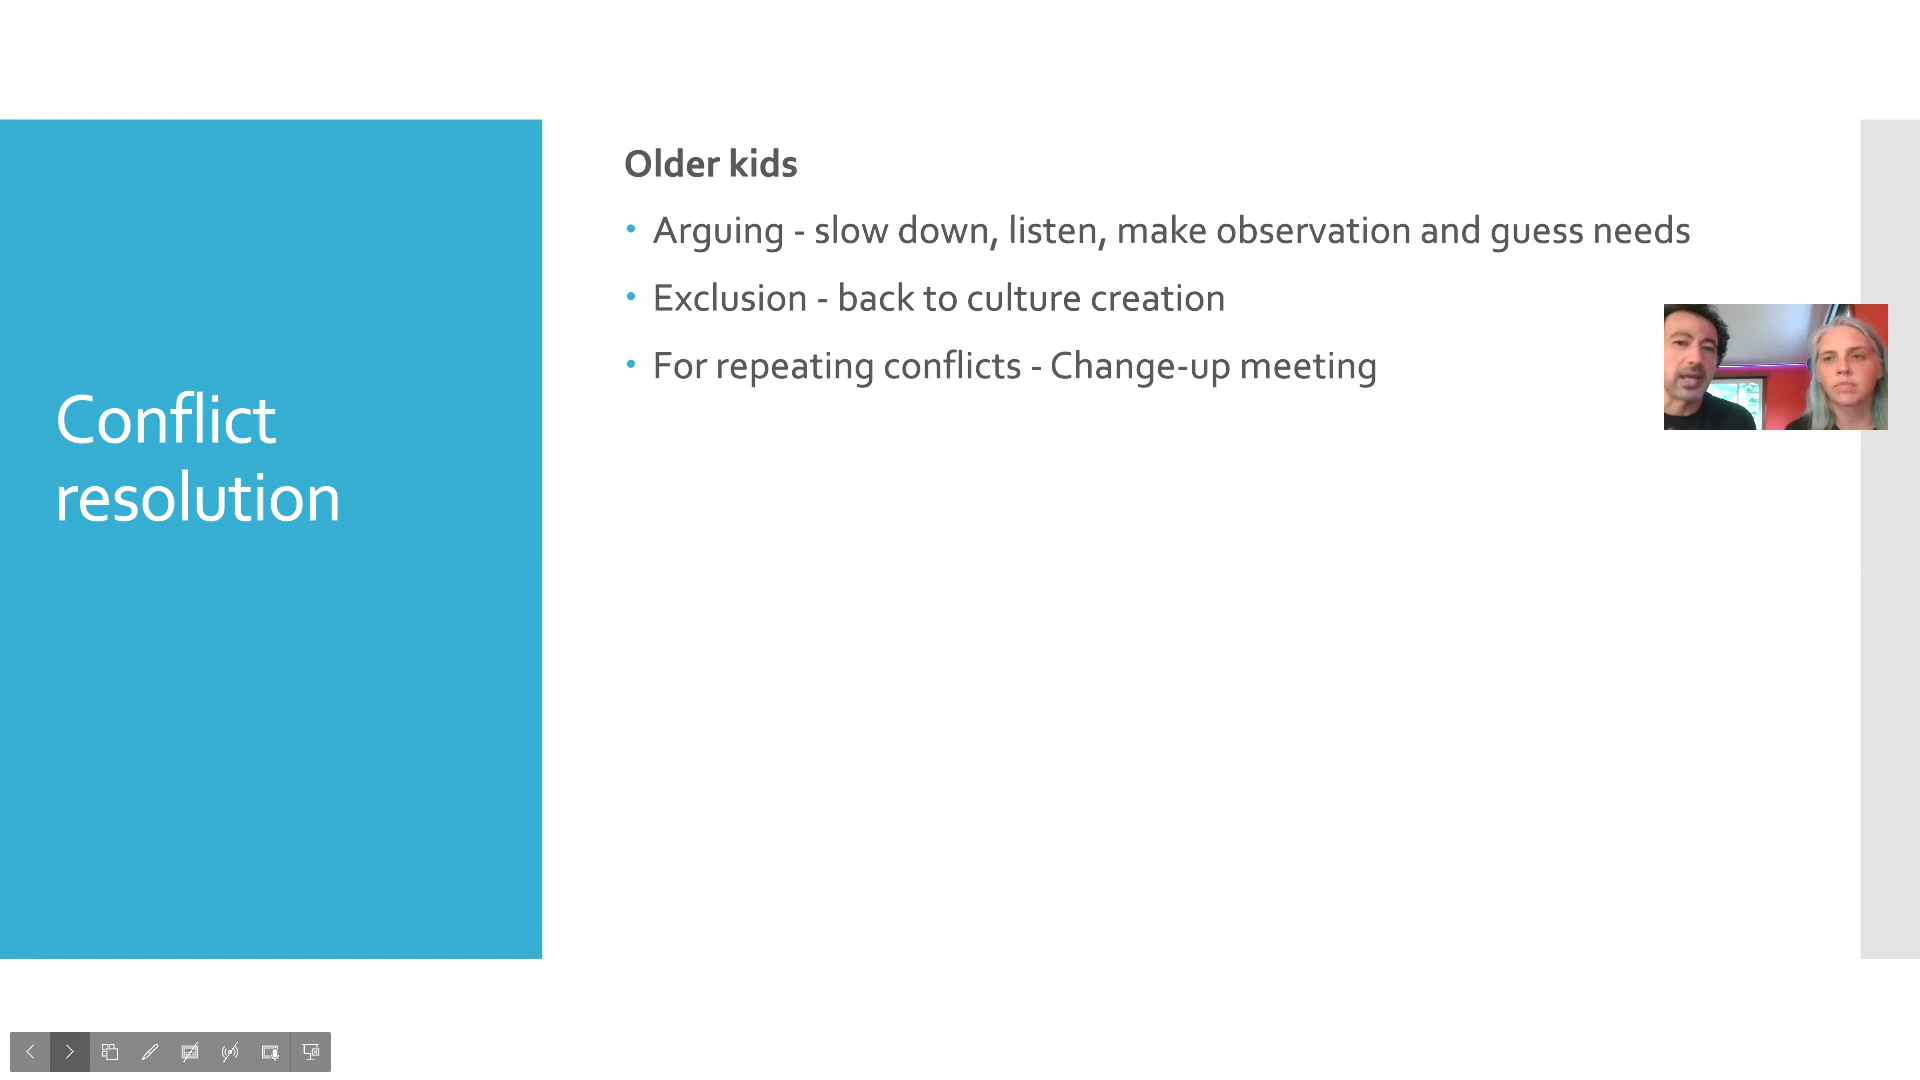 Conflict
resolution
Older kids
• Arguing - slow down, listen, make observation and guess needs
• Exclusion - back to culture creation
• For repeating conflicts - Change-up meeting